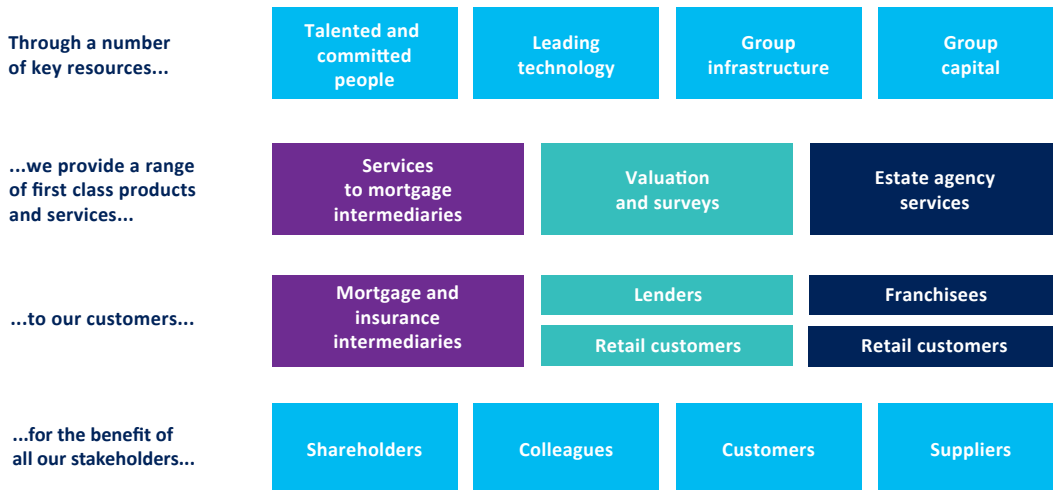 Through a number
of key resources...
Talented and
committed
people
Leading
technology
Group
infrastructure
Group
capital
...we provide a range
of first class products
and services...
Services
to mortgage
intermediaries
Valuation
and surveys
Estate agency
services
...to our customers...
Mortgage and
insurance
intermediaries
Lenders
Retail customers
Franchisees
Retail customers
...for the benefit of
all our stakeholders...
Shareholders
Colleagues
Customers
Suppliers